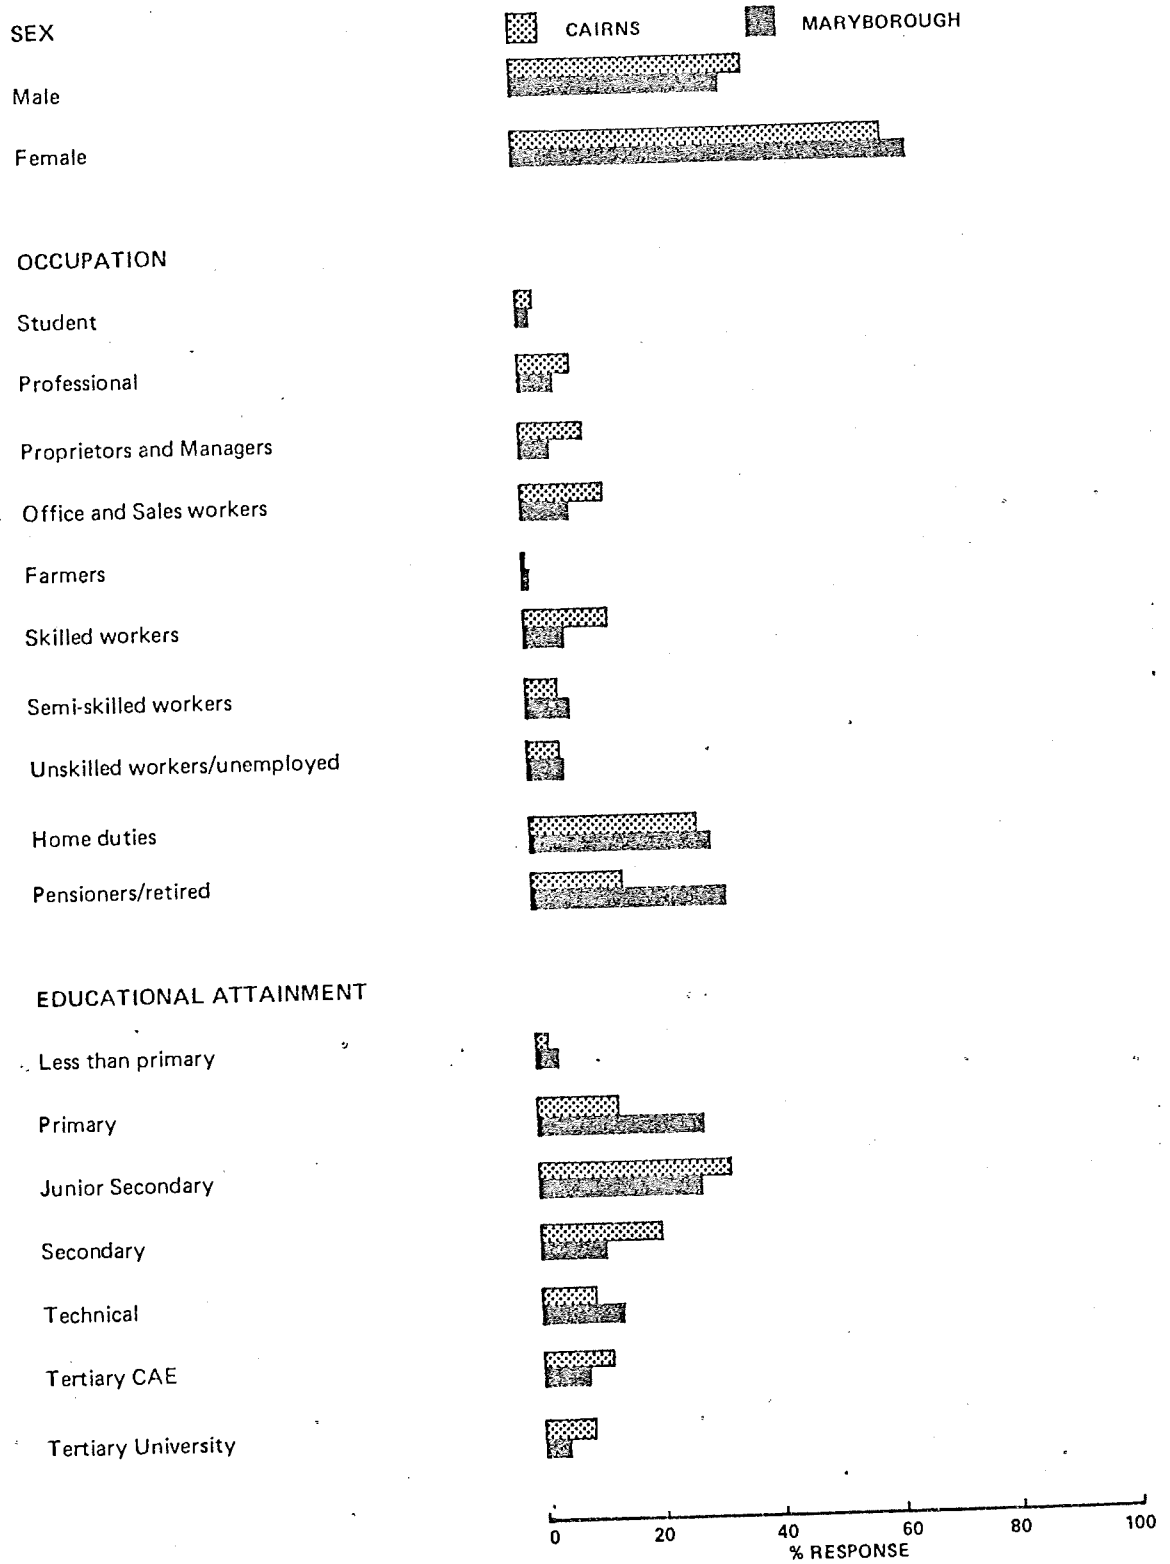 SEX
CAIRNS MARYBOROUGH
Male
Female
OCCUPATION
Student
Professional
Proprietors and Managers
Office and Sales workers
Farmers
Skilled workers
Semi-skilled workers
Unskilled workers/unemployed
Home duties
Pensioners/retired
EDUCATIONAL ATTAINMENT
Less than primary
Primary
Junior Secondary
Secondary
Technical
Tertiary CAE
Tertiary University
0 20 40 60 80 100
% RESPONSE